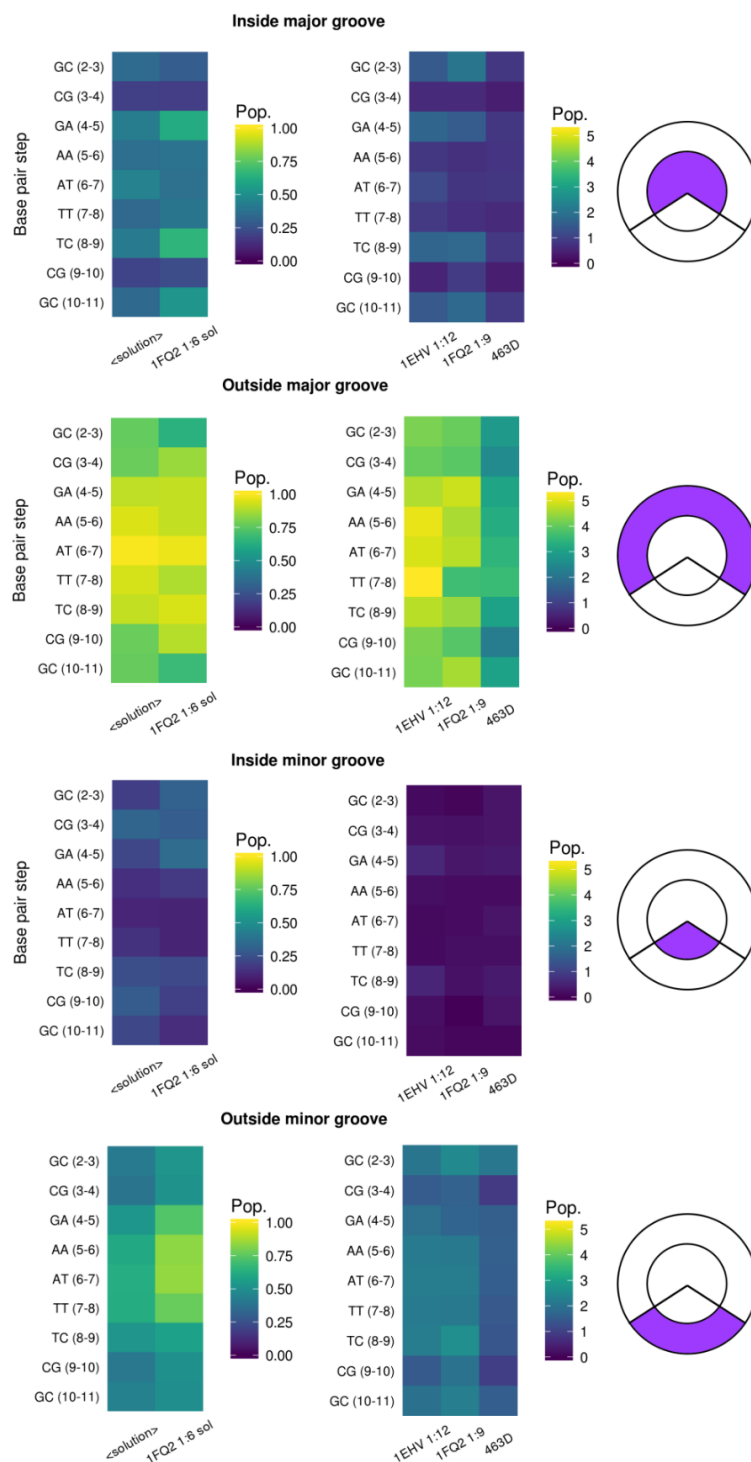 Inside major groove
Base pair step
GC (2-3)
CG (3-4)
GA (4-5)
AA (5-6)
AT (6-7)
TT (7-8)
TC (8-9)
CG (9-10)
GC (10-11)
<solution>
1FQ2 1:6 sol
Pop.
1.00
0.75
0.50
0.25
0.00
GC (2-3)
CG (3-4)
GA (4-5)
AA (5-6)
AT (6-7)
TT (7-8)
TC (8-9)
CG (9-10)
GC (10-11)
1EHV 1:12
1FQ2 1:9
463D
Pop.
5
4
3
2
1
0
Outside major groove
Base pair step
GC (2-3)
CG (3-4)
GA (4-5)
AA (5-6)
AT (6-7)
TT (7-8)
TC (8-9)
CG (9-10)
GC (10-11)
<solution>
1FQ2 1:6 sol
Pop.
1.00
0.75
0.50
0.25
0.00
GC (2-3)
CG (3-4)
GA (4-5)
AA (5-6)
AT (6-7)
TT (7-8)
TC (8-9)
CG (9-10)
GC (10-11)
1EHV 1:12
1FQ2 1:9
463D
Pop.
5
4
3
2
1
0
Inside minor groove
Base pair step
GC (2-3)
CG (3-4)
GA (4-5)
AA (5-6)
AT (6-7)
TT (7-8)
TC (8-9)
CG (9-10)
GC (10-11)
<solution>
1FQ2 1:6 sol
Pop.
1.00
0.75
0.50
0.25
0.00
GC (2-3)
CG (3-4)
GA (4-5)
AA (5-6)
AT (6-7)
TT (7-8)
TC (8-9)
CG (9-10)
GC (10-11)
1EHV 1:12
1FQ2 1:9
463D
Pop.
5
4
3
2
1
0
Outside minor groove
GC (2-3)
CG (3-4)
GA (4-5)
AA (5-6)
AT (6-7)
TT (7-8)
TC (8-9)
CG (9-10)
GC (10-11)
<solution>
1FQ2 1:6 sol
Pop.
1.00
0.75
0.50
0.25
0.00
GC (2-3)
CG (3-4)
GA (4-5)
AA (5-6)
AT (6-7)
TT (7-8)
TC (8-9)
CG (9-10)
GC (10-11)
1EHV 1:12
1FQ2 1:9
463D
Pop.
5
4
3
2
1
0